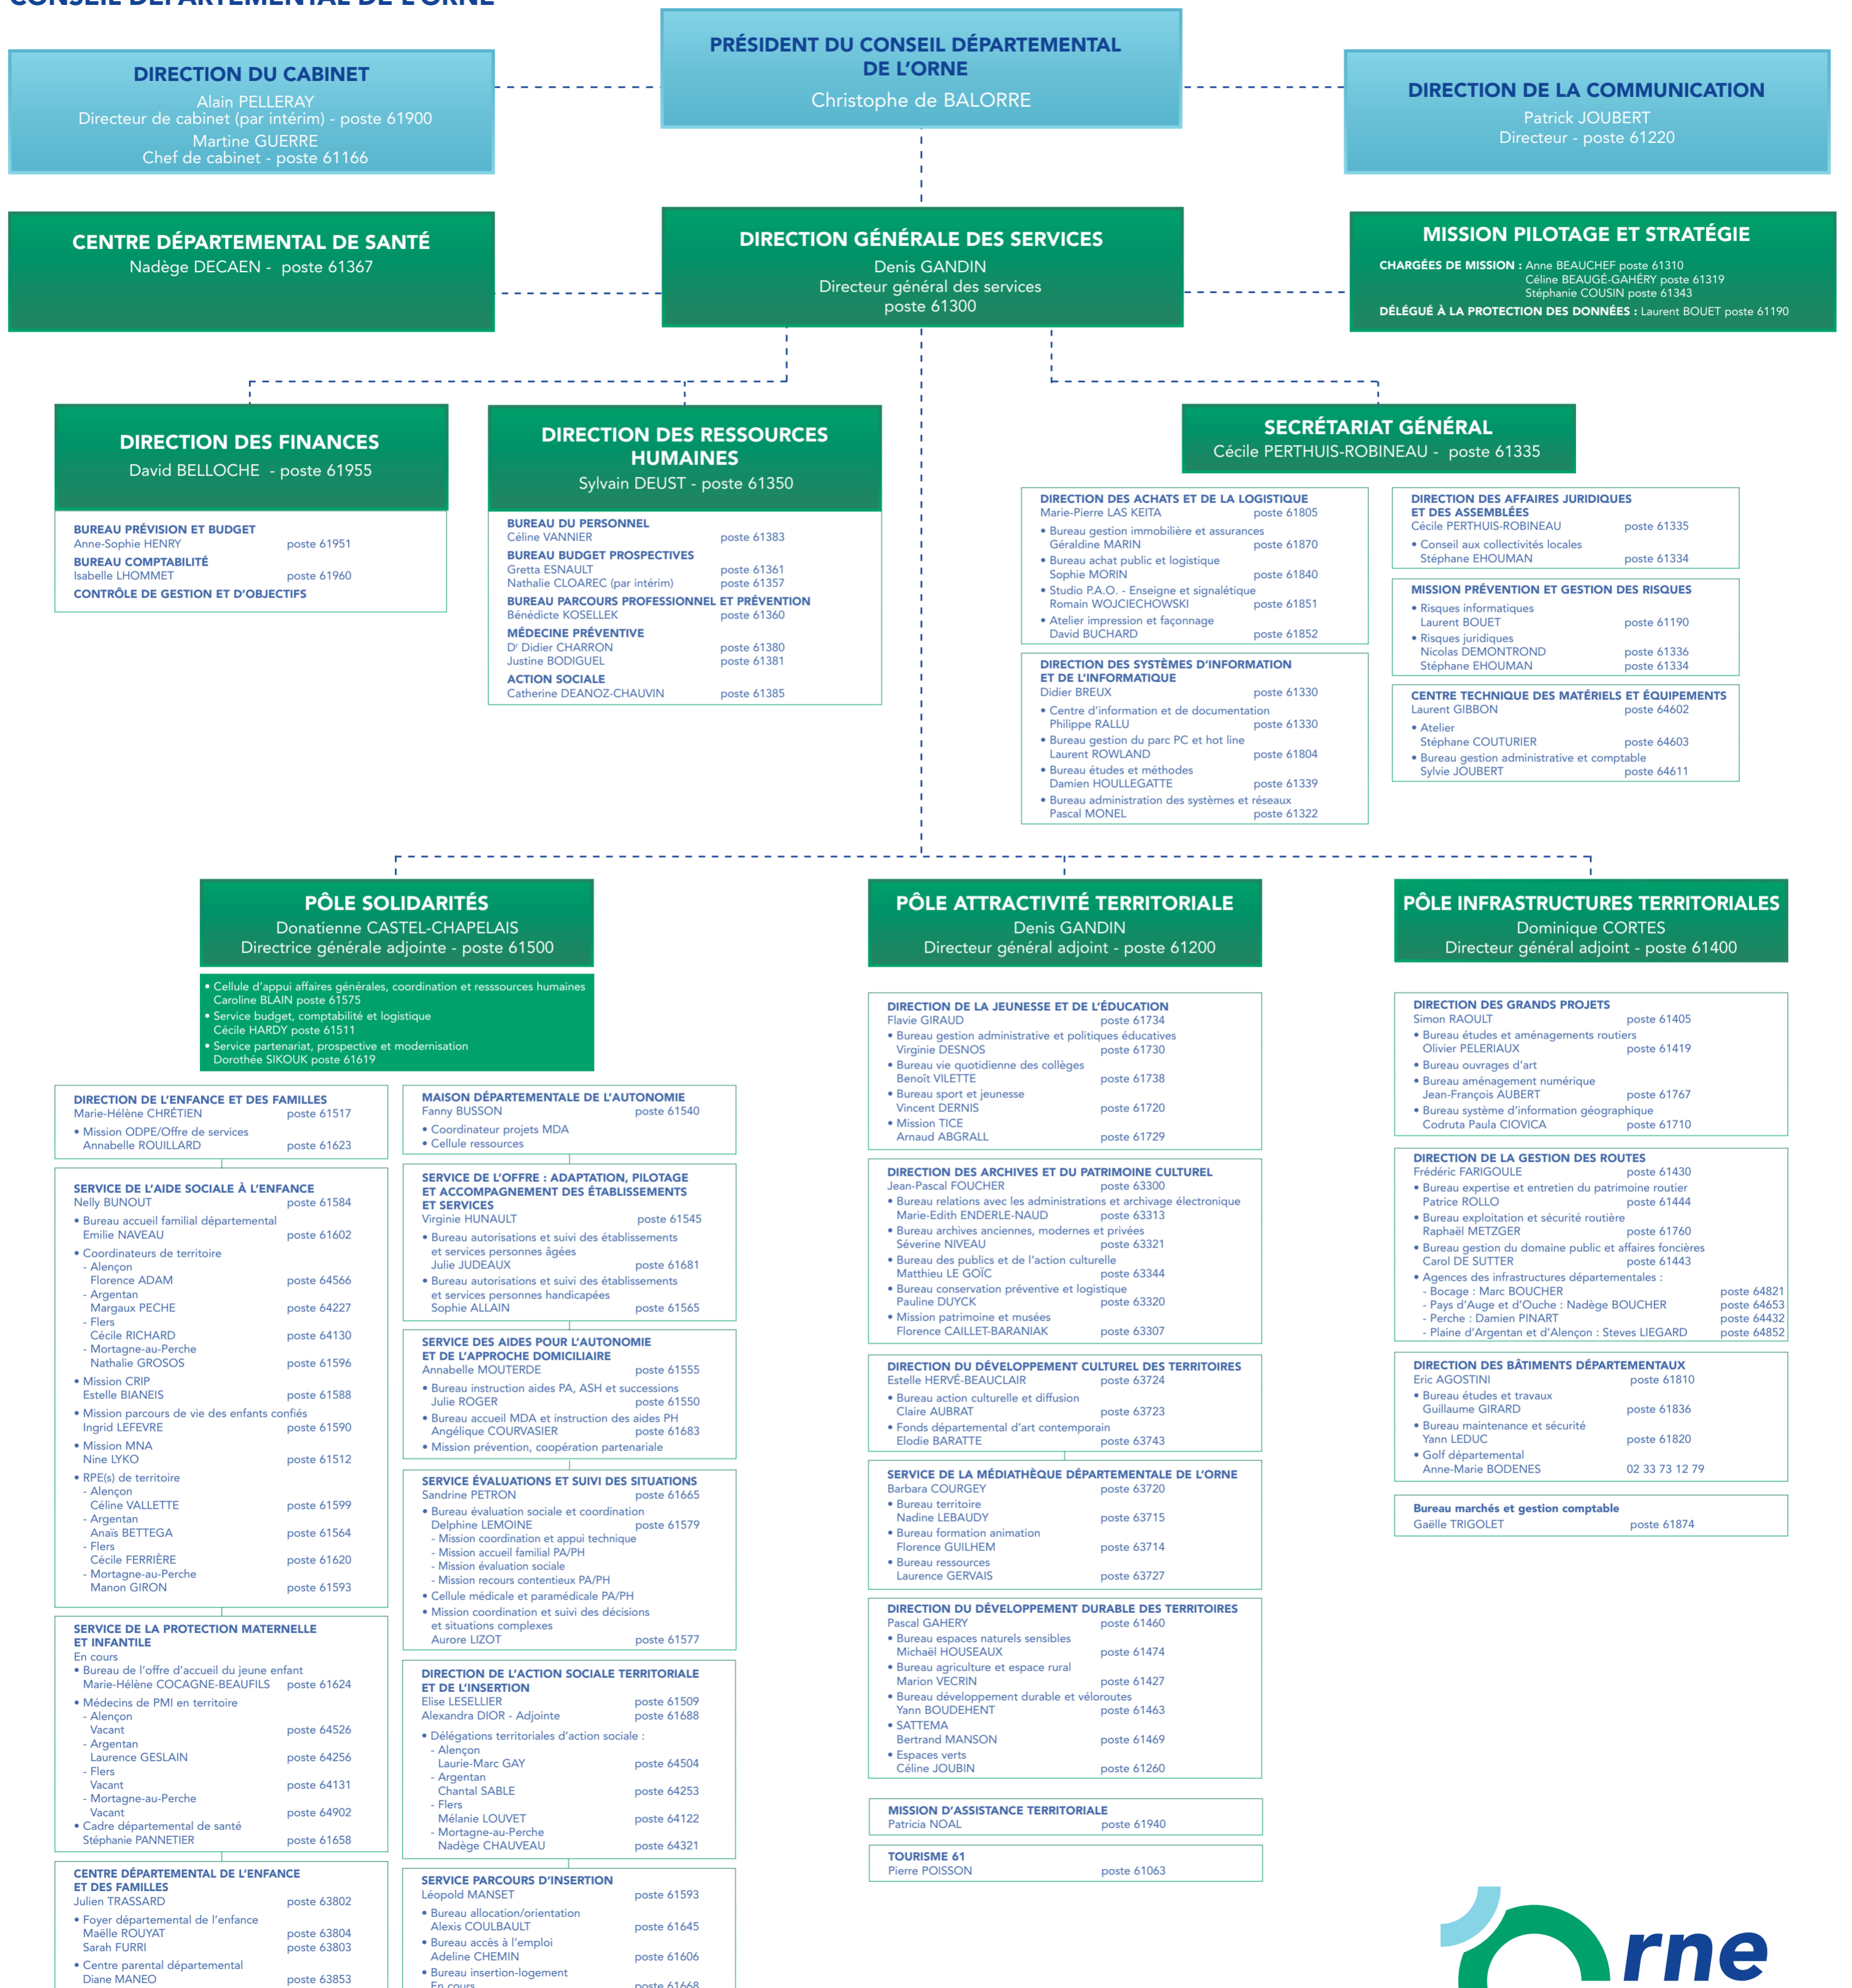 CONSEIL DÉPARTEMENTAL DE L'ORNE
PRÉSIDENT DU CONSEIL DÉPARTEMENTAL
DE L'ORNE
Christophe de BALORRE
DIRECTION DU CABINET
Alain PELLERAY
Directeur de cabinet (par intérim) - poste 61900
Martine GUERRE
Chef de cabinet - poste 61166
DIRECTION DE LA COMMUNICATION
Patrick JOUBERT
Directeur - poste 61220
CENTRE DÉPARTEMENTAL DE SANTÉ
Nadège DECAEN - poste 61367
DIRECTION GÉNÉRALE DES SERVICES
Denis GANDIN
Directeur général des services
poste 61300
MISSION PILOTAGE ET STRATÉGIE
CHARGÉES DE MISSION : Anne BEAUCHEF poste 61310
Céline BEAUGÉ-GAHÉRY poste 61319
Stéphanie COUSIN poste 61343
DÉLÉGUÉ À LA PROTECTION DES DONNÉES : Laurent BOUET poste 61190
DIRECTION DES FINANCES
David BELLOCHE - poste 61955
BUREAU PRÉVISION ET BUDGET
Anne-Sophie HENRY poste 61951
BUREAU COMPTABILITÉ
Isabelle LHOMMET poste 61960
CONTRÔLE DE GESTION ET D'OBJECTIFS
DIRECTION DES RESSOURCES
HUMAINES
Sylvain DEUST - poste 61350
BUREAU DU PERSONNEL
Céline VANNIER poste 61383
BUREAU BUDGET PROSPECTIVES
Gretta ESNAULT poste 61361
Nathalie CLOAREC (par intérim) poste 61357
BUREAU PARCOURS PROFESSIONNEL ET PRÉVENTION
Bénédicte KOSELLEK poste 61360
MÉDECINE PRÉVENTIVE
Dr Didier CHARRON poste 61380
Justine BODIGUEL poste 61381
ACTION SOCIALE
Catherine DEANOZ-CHAUVIN poste 61385
SECRÉTARIAT GÉNÉRAL
Cécile PERTHUIS-ROBINEAU - poste 61335
DIRECTION DES ACHATS ET DE LA LOGISTIQUE
Marie-Pierre LAS KEITA poste 61805
• Bureau gestion immobilière et assurances
Géraldine MARIN poste 61870
• Bureau achat public et logistique
Sophie MORIN poste 61840
• Studio P.A.O. - Enseigne et signalétique
Romain WOJCIECHOWSKI poste 61851
• Atelier impression et façonnage
David BUCHARD poste 61852
DIRECTION DES SYSTÈMES D'INFORMATION
ET DE L'INFORMATIQUE
Didier BREUX poste 61330
• Centre d'information et de documentation
Philippe RALLU poste 61330
• Bureau gestion du parc PC et hot line
Laurent ROWLAND poste 61804
• Bureau études et méthodes
Damien HOULLEGATTE poste 61339
• Bureau administration des systèmes et réseaux
Pascal MONEL poste 61322
DIRECTION DES AFFAIRES JURIDIQUES
ET DES ASSEMBLÉES
Cécile PERTHUIS-ROBINEAU poste 61335
• Conseil aux collectivités locales
Stéphane EHOUMAN poste 61334
MISSION PRÉVENTION ET GESTION DES RISQUES
• Risques informatiques
Laurent BOUET poste 61190
• Risques juridiques
Nicolas DEMONTROND poste 61336
Stéphane EHOUMAN poste 61334
CENTRE TECHNIQUE DES MATÉRIELS ET ÉQUIPEMENTS
Laurent GIBBON poste 64602
• Atelier
Stéphane COUTURIER poste 64603
• Bureau gestion administrative et comptable
Sylvie JOUBERT poste 64611
PÔLE SOLIDARITÉS
Donatienne CASTEL-CHAPELAIS
Directrice générale adjointe - poste 61500
• Cellule d'appui affaires générales, coordination et resssources humaines
Caroline BLAIN poste 61575
• Service budget, comptabilité et logistique
Cécile HARDY poste 61511
• Service partenariat, prospective et modernisation
Dorothée SIKOUK poste 61619
DIRECTION DE L'ENFANCE ET DES FAMILLES
Marie-Hélène CHRÉTIEN poste 61517
• Mission ODPE/Offre de services
Annabelle ROUILLARD poste 61623
SERVICE DE L'AIDE SOCIALE À L'ENFANCE
Nelly BUNOUT poste 61584
• Bureau accueil familial départemental
Emilie NAVEAU poste 61602
• Coordinateurs de territoire
- Alençon
Florence ADAM poste 64566
- Argentan
Margaux PECHE poste 64227
- Flers
Cécile RICHARD poste 64130
- Mortagne-au-Perche
Nathalie GROSOS poste 61596
• Mission CRIP
Estelle BIANEIS poste 61588
• Mission parcours de vie des enfants confiés
Ingrid LEFEVRE poste 61590
• Mission MNA
Nine LYKO poste 61512
• RPE(s) de territoire
- Alençon
Céline VALLETTE poste 61599
- Argentan
Anaïs BETTEGA poste 61564
- Flers
Cécile FERRIÈRE poste 61620
- Mortagne-au-Perche
Manon GIRON poste 61593
SERVICE DE LA PROTECTION MATERNELLE
ET INFANTILE
En cours
• Bureau de l'offre d'accueil du jeune enfant
Marie-Hélène COCAGNE-BEAUFILS poste 61624
• Médecins de PMI en territoire
- Alençon
Vacant poste 64526
- Argentan
Laurence GESLAIN poste 64256
- Flers
Vacant poste 64131
- Mortagne-au-Perche
Vacant poste 64902
• Cadre départemental de santé
Stéphanie PANNETIER poste 61658
CENTRE DÉPARTEMENTAL DE L'ENFANCE
ET DES FAMILLES
Julien TRASSARD poste 63802
• Foyer départemental de l'enfance
Maëlle ROUYAT poste 63804
Sarah FURRI poste 63803
• Centre parental départemental
Diane MANEO poste 63853
MAISON DÉPARTEMENTALE DE L'AUTONOMIE
Fanny BUSSON poste 61540
• Coordinateur projets MDA
• Cellule ressources
SERVICE DE L'OFFRE : ADAPTATION, PILOTAGE
ET ACCOMPAGNEMENT DES ÉTABLISSEMENTS
ET SERVICES
Virginie HUNAULT poste 61545
• Bureau autorisations et suivi des établissements
et services personnes âgées
Julie JUDEAUX poste 61681
• Bureau autorisations et suivi des établissements
et services personnes handicapées
Sophie ALLAIN poste 61565
SERVICE DES AIDES POUR L'AUTONOMIE
ET DE L'APPROCHE DOMICILIAIRE
Annabelle MOUTERDE poste 61555
• Bureau instruction aides PA, ASH et successions
Julie ROGER poste 61550
• Bureau accueil MDA et instruction des aides PH
Angélique COURVASIER poste 61683
• Mission prévention, coopération partenariale
SERVICE ÉVALUATIONS ET SUIVI DES SITUATIONS
Sandrine PETRON poste 61665
• Bureau évaluation sociale et coordination
Delphine LEMOINE poste 61579
- Mission coordination et appui technique
- Mission accueil familial PA/PH
- Mission évaluation sociale
- Mission recours contentieux PA/PH
• Cellule médicale et paramédicale PA/PH
• Mission coordination et suivi des décisions
et situations complexes
Aurore LIZOT poste 61577
DIRECTION DE L'ACTION SOCIALE TERRITORIALE
ET DE L'INSERTION
Elise LESELLIER poste 61509
Alexandra DIOR - Adjointe poste 61688
• Délégations territoriales d'action sociale :
- Alençon
Laurie-Marc GAY poste 64504
- Argentan
Chantal SABLE poste 64253
- Flers
Mélanie LOUVET poste 64122
- Mortagne-au-Perche
Nadège CHAUVEAU poste 64321
SERVICE PARCOURS D'INSERTION
Léopold MANSET poste 61593
• Bureau allocation/orientation
Alexis COULBAULT poste 61645
• Bureau accès à l'emploi
Adeline CHEMIN poste 61606
• Bureau insertion-logement
En cours poste 61668
PÔLE ATTRACTIVITÉ TERRITORIALE
Denis GANDIN
Directeur général adjoint - poste 61200
DIRECTION DE LA JEUNESSE ET DE L'ÉDUCATION
Flavie GIRAUD poste 61734
• Bureau gestion administrative et politiques éducatives
Virginie DESNOS poste 61730
• Bureau vie quotidienne des collèges
Benoît VILETTE poste 61738
• Bureau sport et jeunesse
Vincent DERNIS poste 61720
• Mission TICE
Arnaud ABGRALL poste 61729
DIRECTION DES ARCHIVES ET DU PATRIMOINE CULTUREL
Jean-Pascal FOUCHER poste 63300
• Bureau relations avec les administrations et archivage électronique
Marie-Edith ENDERLE-NAUD poste 63313
• Bureau archives anciennes, modernes et privées
Séverine NIVEAU poste 63321
• Bureau des publics et de l'action culturelle
Matthieu LE GOÏC poste 63344
• Bureau conservation préventive et logistique
Pauline DUYCK poste 63320
• Mission patrimoine et musées
Florence CAILLET-BARANIAK poste 63307
DIRECTION DU DÉVELOPPEMENT CULTUREL DES TERRITOIRES
Estelle HERVÉ-BEAUCLAIR poste 63724
• Bureau action culturelle et diffusion
Claire AUBRAT poste 63723
• Fonds départemental d'art contemporain
Elodie BARATTE poste 63743
SERVICE DE LA MÉDIATHÈQUE DÉPARTEMENTALE DE L'ORNE
Barbara COURGEY poste 63720
• Bureau territoire
Nadine LEBAUDY poste 63715
• Bureau formation animation
Florence GUILHEM poste 63714
• Bureau ressources
Laurence GERVAIS poste 63727
DIRECTION DU DÉVELOPPEMENT DURABLE DES TERRITOIRES
Pascal GAHERY poste 61460
• Bureau espaces naturels sensibles
Michaël HOUSEAUX poste 61474
• Bureau agriculture et espace rural
Marion VECRIN poste 61427
• Bureau développement durable et véloroutes
Yann BOUDEHENT poste 61463
• SATTEMA
Bertrand MANSON poste 61469
• Espaces verts
Céline JOUBIN poste 61260
MISSION D'ASSISTANCE TERRITORIALE
Patricia NOAL poste 61940
TOURISME 61
Pierre POISSON poste 61063
PÔLE INFRASTRUCTURES TERRITORIALES
Dominique CORTES
Directeur général adjoint - poste 61400
DIRECTION DES GRANDS PROJETS
Simon RAOULT poste 61405
• Bureau études et aménagements routiers
Olivier PELERIAUX poste 61419
• Bureau ouvrages d'art
• Bureau aménagement numérique
Jean-François AUBERT poste 61767
• Bureau système d'information géographique
Codruta Paula CIOVICA poste 61710
DIRECTION DE LA GESTION DES ROUTES
Frédéric FARIGOULE poste 61430
• Bureau expertise et entretien du patrimoine routier
Patrice ROLLO poste 61444
• Bureau exploitation et sécurité routière
Raphaël METZGER poste 61760
• Bureau gestion du domaine public et affaires foncières
Carol DE SUTTER poste 61443
• Agences des infrastructures départementales :
- Bocage : Marc BOUCHER poste 64821
- Pays d'Auge et d'Ouche : Nadège BOUCHER poste 64653
- Perche : Damien PINART poste 64432
- Plaine d'Argentan et d'Alençon : Steves LIEGARD poste 64852
DIRECTION DES BÂTIMENTS DÉPARTEMENTAUX
Eric AGOSTINI poste 61810
• Bureau études et travaux
Guillaume GIRARD poste 61836
• Bureau maintenance et sécurité
Yann LEDUC poste 61820
• Golf départemental
Anne-Marie BODENES 02 33 73 12 79
Bureau marchés et gestion comptable
Gaëlle TRIGOLET poste 61874
Orne